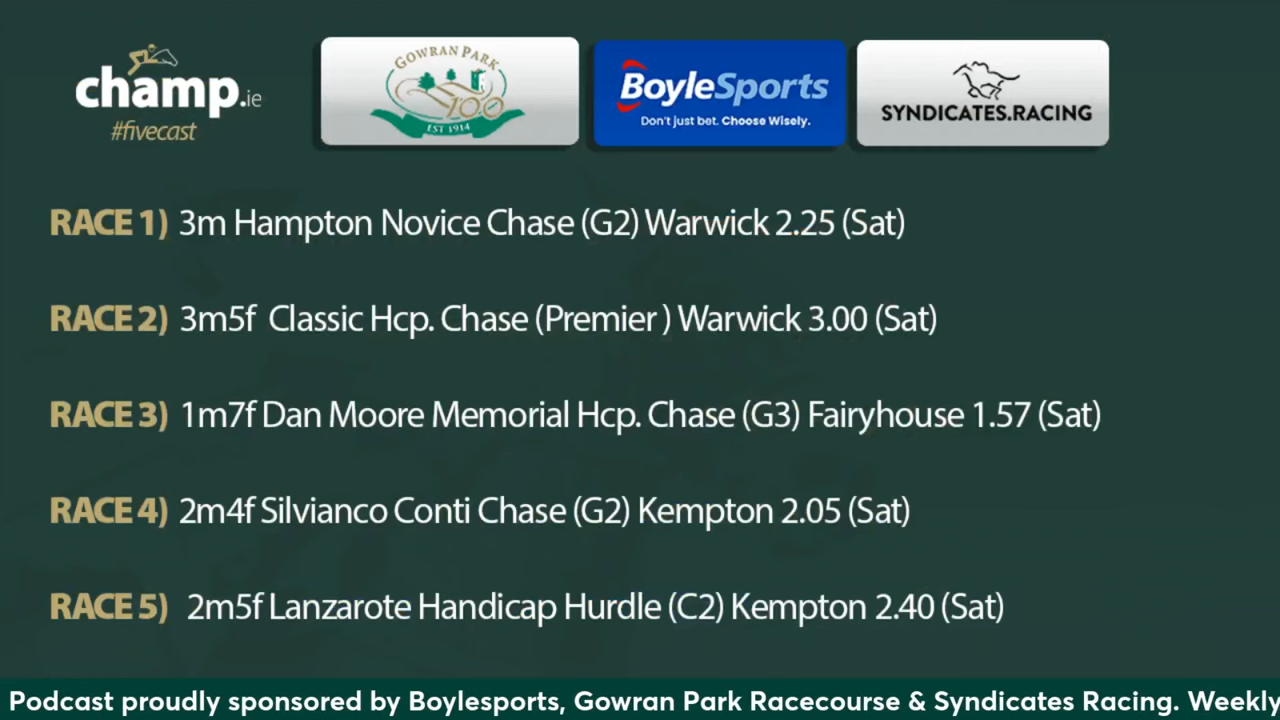 champ.ie
#fivecast
GOWRAN PARK
100
EST 1914
BoyleSports
Don't just bet. Choose Wisely.
SYNDICATES.RACING
RACE 1) 3m Hampton Novice Chase (G2) Warwick 2.25 (Sat)
RACE 2) 3m5f  Classic Hcp. Chase (Premier ) Warwick 3.00 (Sat)
RACE 3) 1m7f Dan Moore Memorial Hcp. Chase (G3) Fairyhouse 1.57 (Sat)
RACE 4) 2m4f Silvianco Conti Chase (G2) Kempton 2.05 (Sat)
RACE 5) 2m5f Lanzarote Handicap Hurdle (C2) Kempton 2.40 (Sat)
Podcast proudly sponsored by Boylesports, Gowran Park Racecourse & Syndicates Racing. Weekly